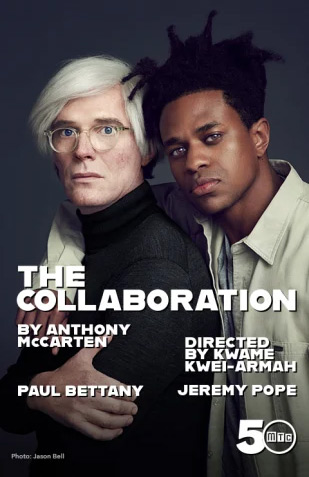 THE
COLLABORATION
BY ANTHONY
McCARTEN
DIRECTED
BY KWAME
KWEI-ARMAH
PAUL BETTANY
JEREMY POPE
50
MTC
Photo: Jason Bell